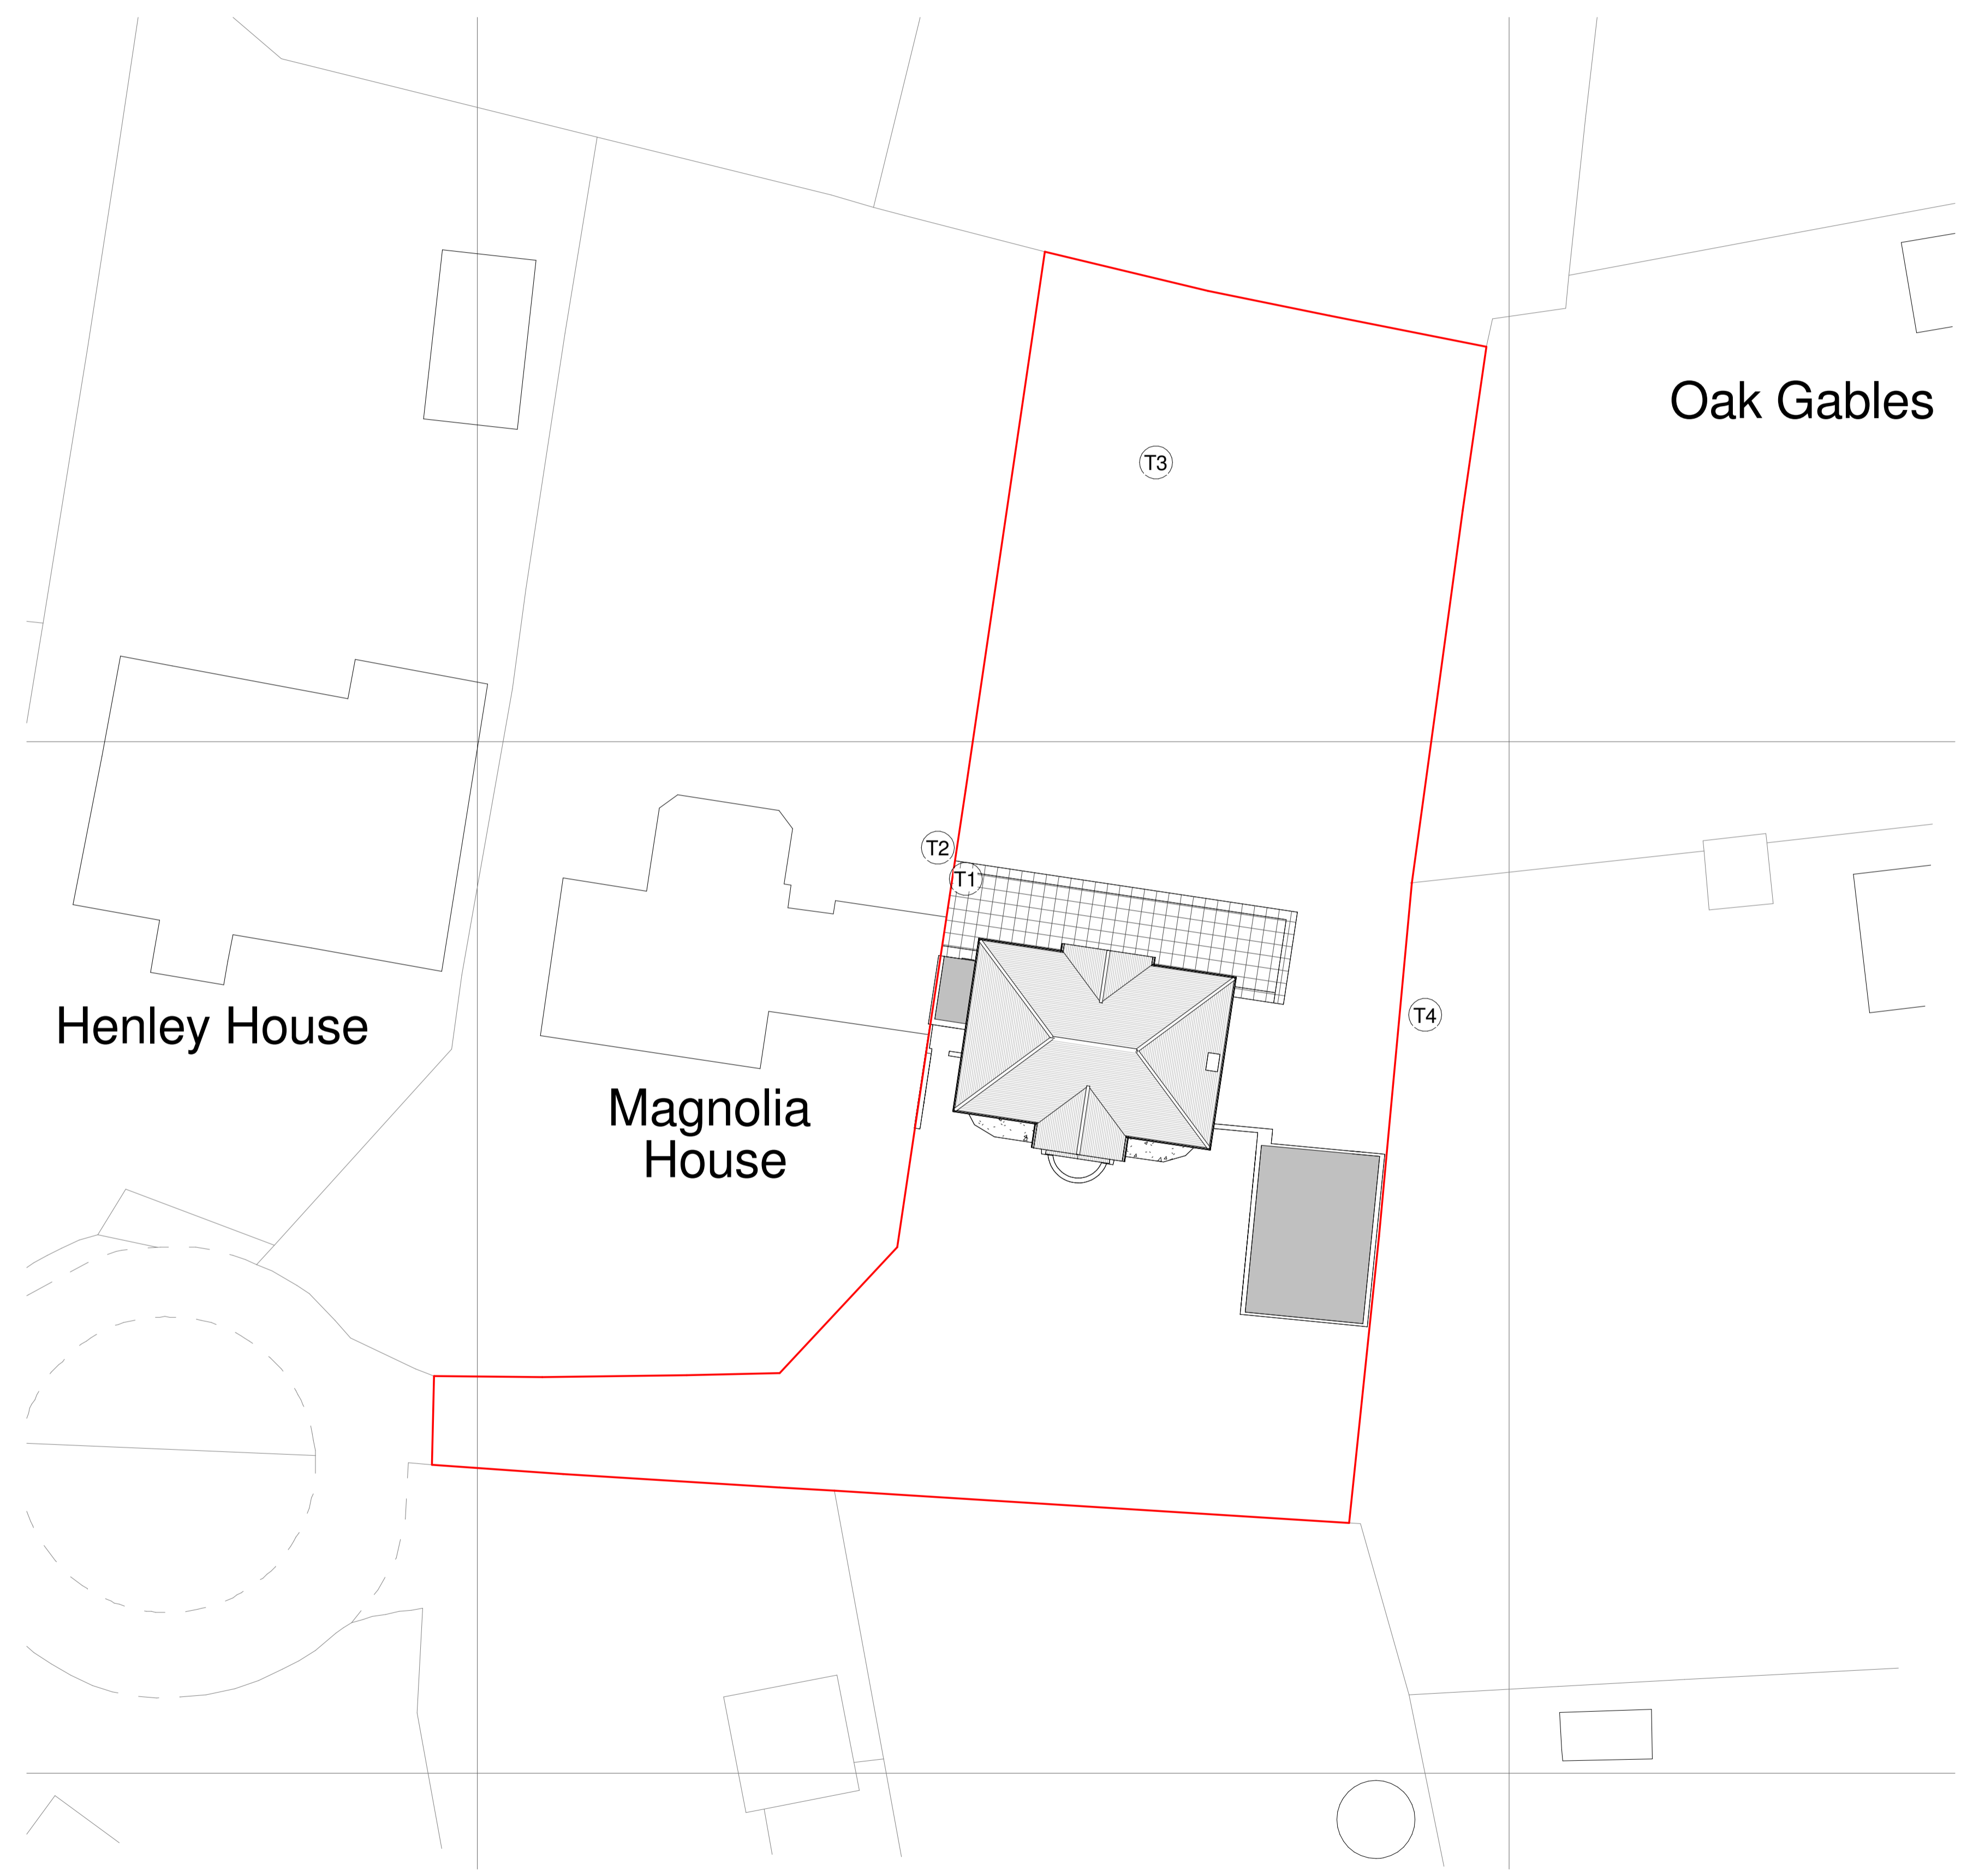 Oak Gables
T3
T2
T1
T4
Henley House
Magnolia
House